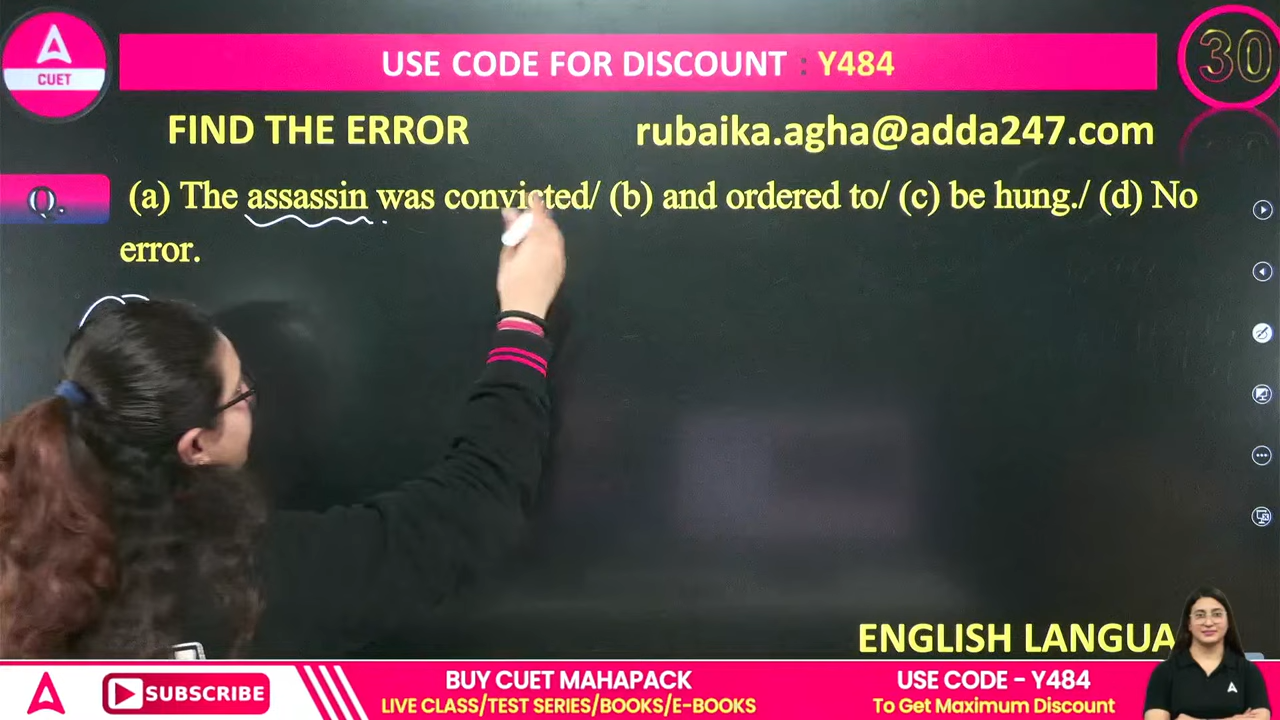 CUET
USE CODE FOR DISCOUNT : Y484
30
FIND THE ERROR
rubaika.agha@adda247.com
Q.
(a) The assassin was convicted/ (b) and ordered to/ (c) be hung./ (d) No
error.
ENGLISH LANGUA
SUBSCRIBE
BUY CUET MAHAPACK
LIVE CLASS/TEST SERIES/BOOKS/E-BOOKS
USE CODE - Y484
To Get Maximum Discount